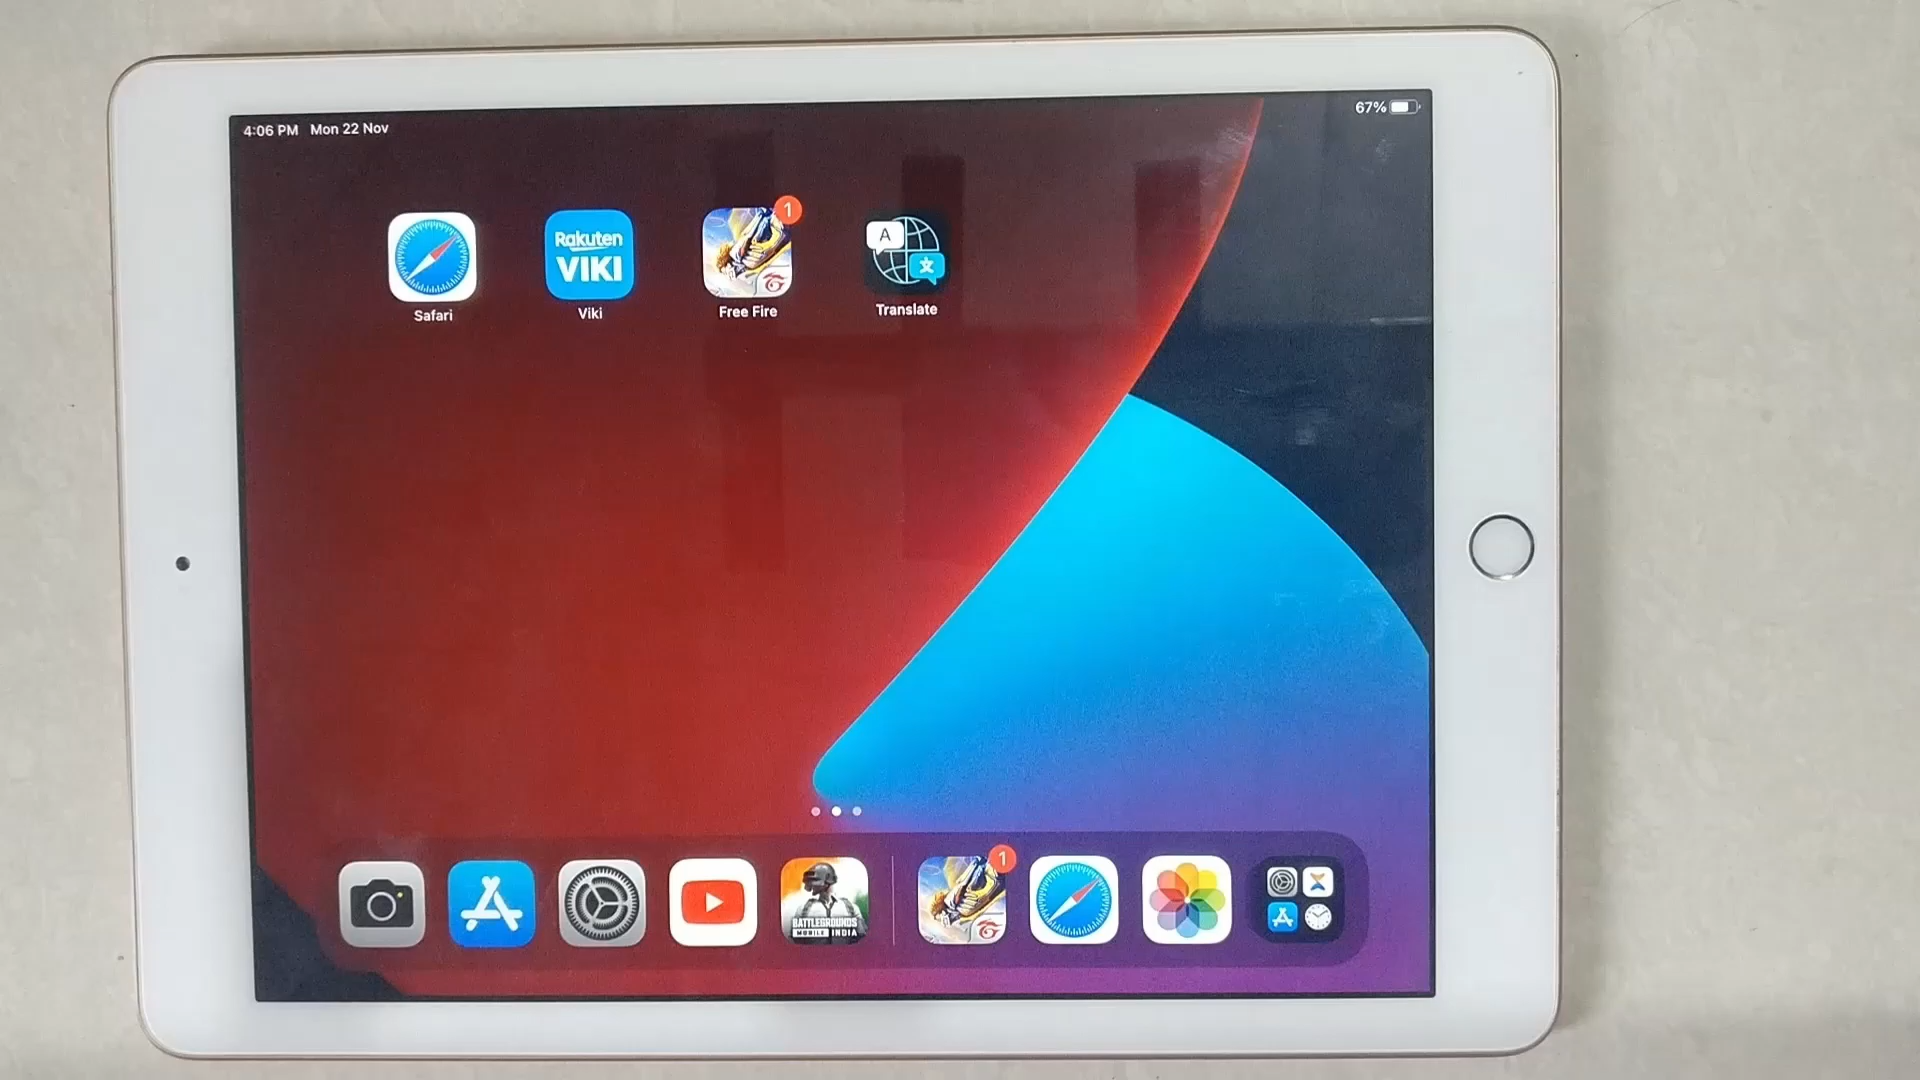 4:06 PM Mon 22 Nov
67%
1
Rakuten
VIKI
A
文
Safari
Viki
Free Fire
Translate
1
BATTLEGROUNDS
MOBILE INDIA